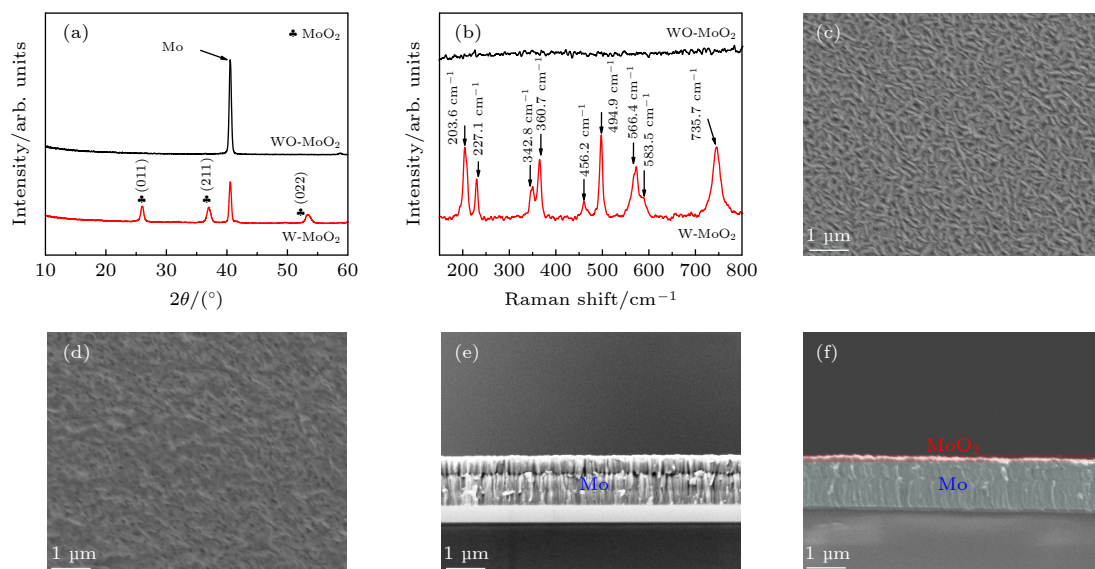 (a)
♣ MoO₂
Mo
WO-MoO₂
♣ (011)
♣ (211)
♣ (022)
W-MoO₂
Intensity/arb. units
10 20 30 40 50 60
2θ/(°)
(b)
WO-MoO₂
203.6 cm⁻¹
227.1 cm⁻¹
342.8 cm⁻¹
360.7 cm⁻¹
456.2 cm⁻¹
494.9 cm⁻¹
566.4 cm⁻¹
583.5 cm⁻¹
735.7 cm⁻¹
W-MoO₂
Intensity/arb. units
200 300 400 500 600 700 800
Raman shift/cm⁻¹
(c)
1 μm
(d)
1 μm
(e)
Mo
1 μm
(f)
MoO₂
Mo
1 μm